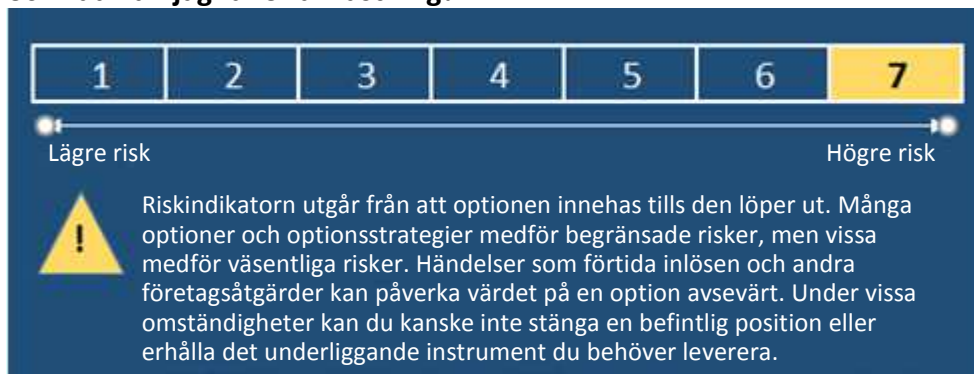 1 2 3 4 5 6 7
Lägre risk Högre risk
! Riskindikatorn utgår från att optionen innehas tills den löper ut. Många
optioner och optionsstrategier medför begränsade risker, men vissa
medför väsentliga risker. Händelser som förtida inlösen och andra
företagsåtgärder kan påverka värdet på en option avsevärt. Under vissa
omständigheter kan du kanske inte stänga en befintlig position eller
erhålla det underliggande instrument du behöver leverera.